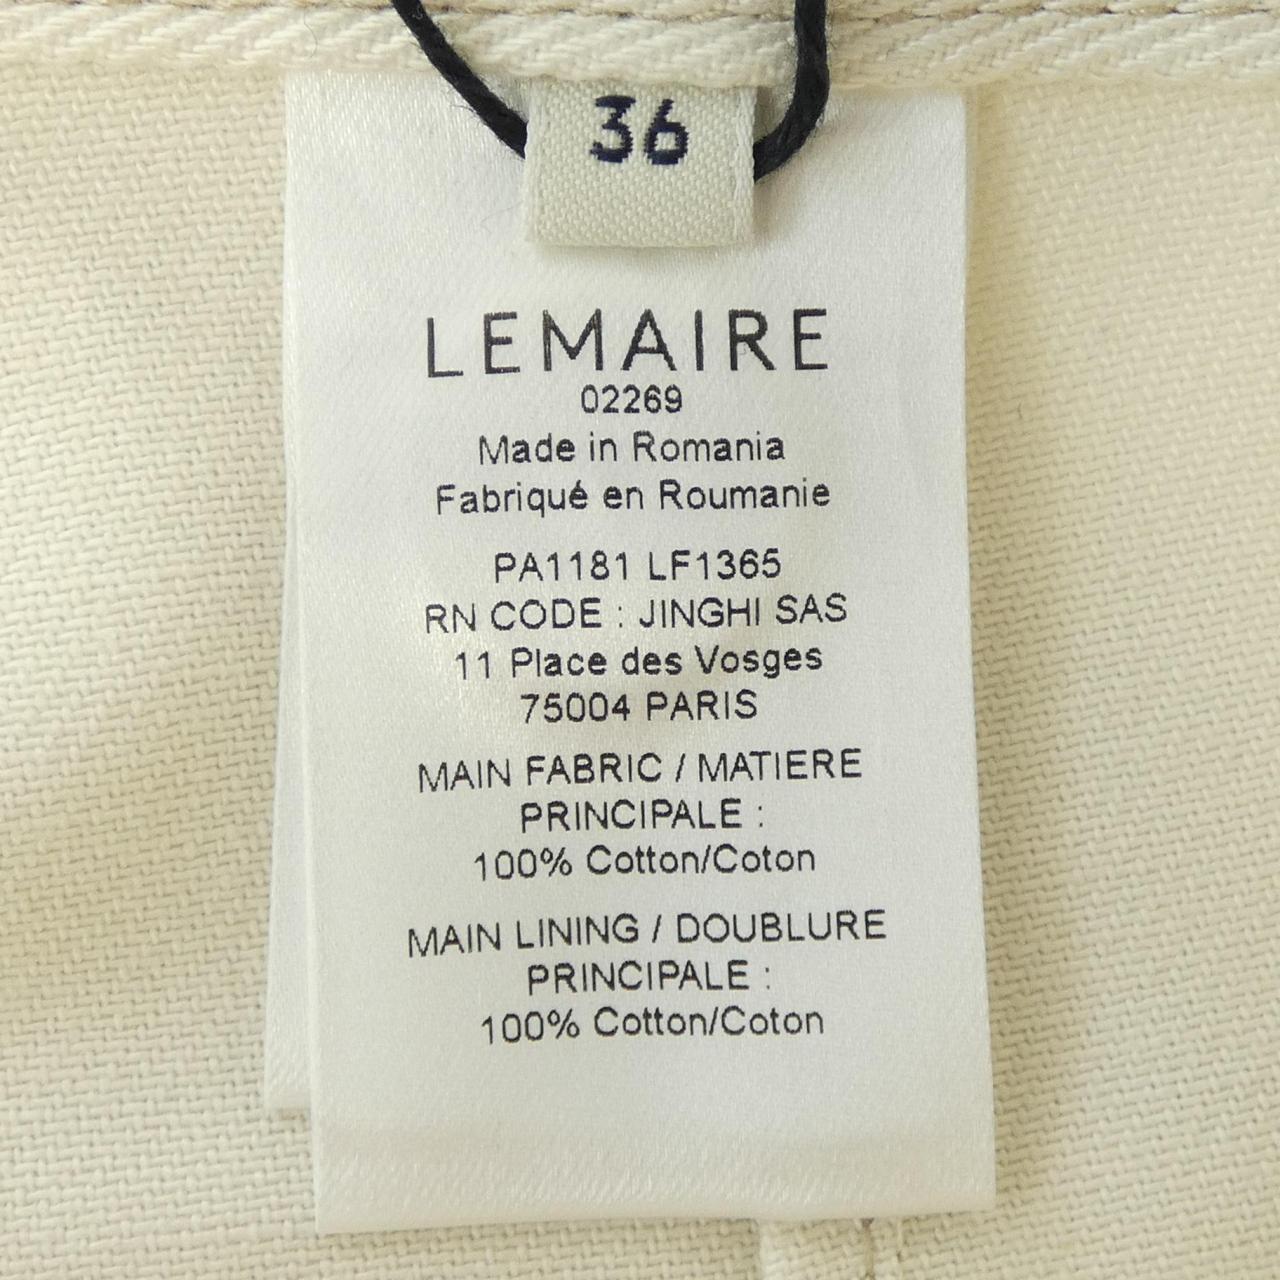 36
LEMAIRE
02269
Made in Romania
Fabriqué en Roumanie
PA1181 LF1365
RN CODE : JINGHI SAS
11 Place des Vosges
75004 PARIS
MAIN FABRIC / MATIERE
PRINCIPALE :
100% Cotton/Coton
MAIN LINING / DOUBLURE
PRINCIPALE :
100% Cotton/Coton